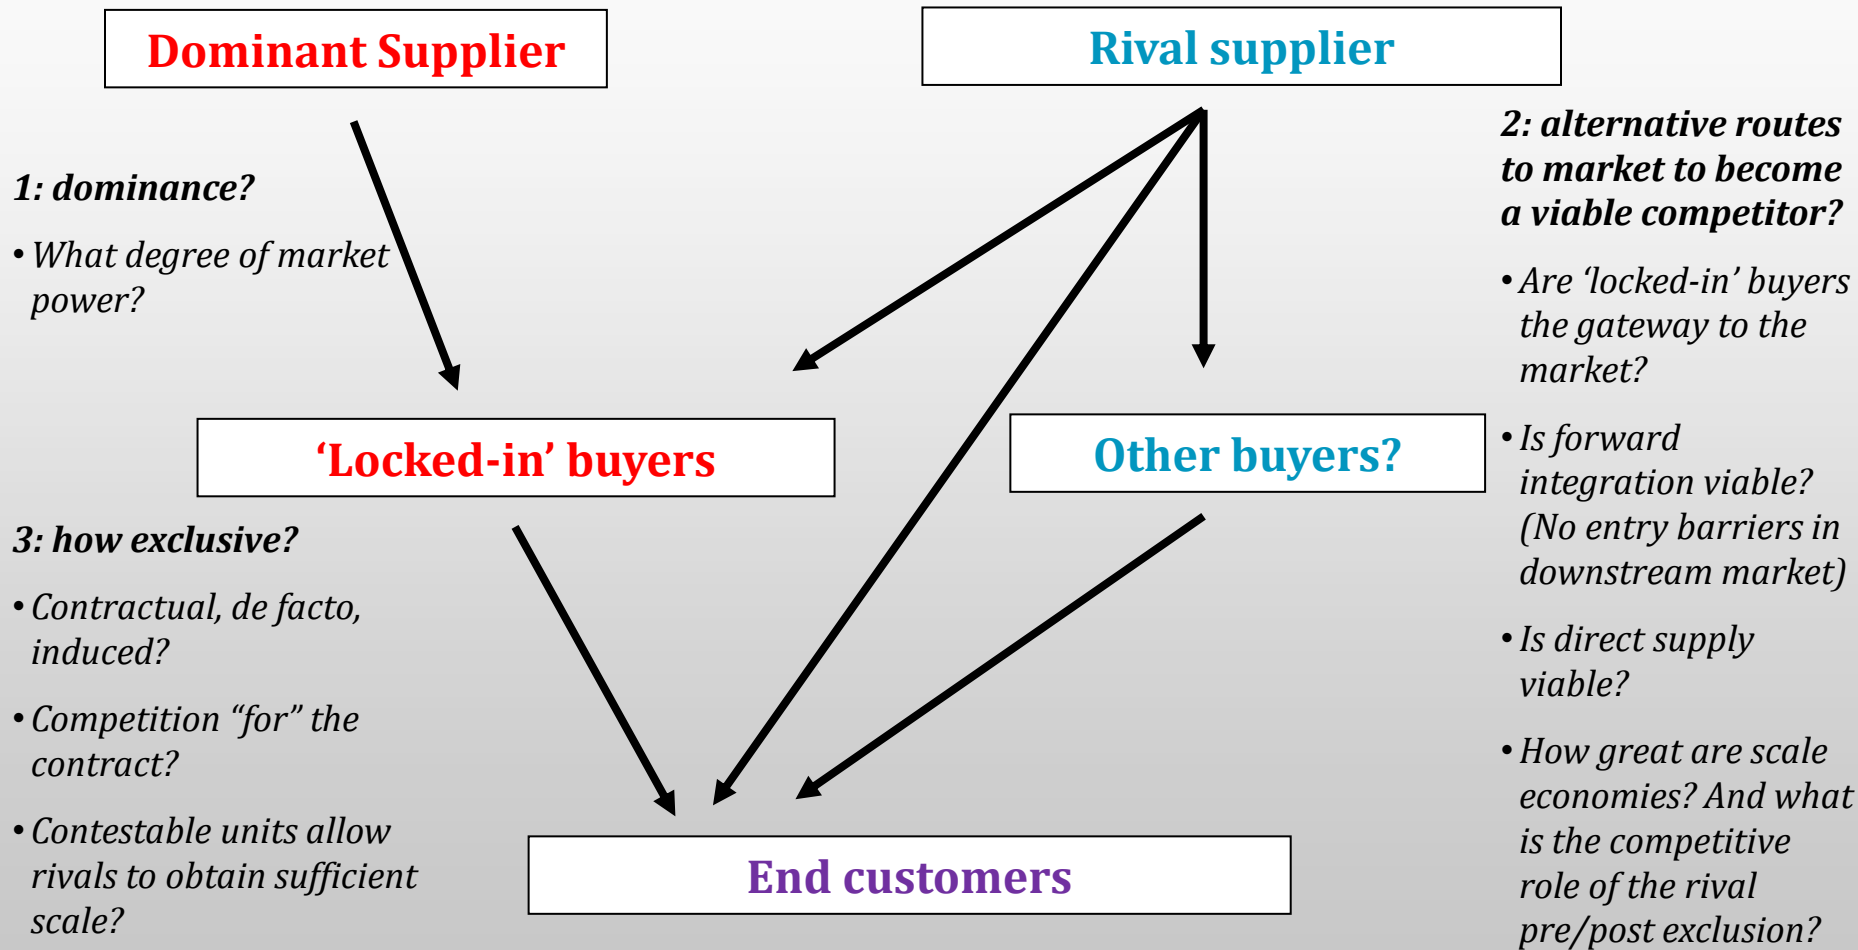 Dominant Supplier
Rival supplier
1: dominance?
• What degree of market
power?
2: alternative routes
to market to become
a viable competitor?
• Are ‘locked-in’ buyers
the gateway to the
market?
• Is forward
integration viable?
(No entry barriers in
downstream market)
• Is direct supply
viable?
• How great are scale
economies? And what
is the competitive
role of the rival
pre/post exclusion?
‘Locked-in’ buyers
Other buyers?
3: how exclusive?
• Contractual, de facto,
induced?
• Competition “for” the
contract?
• Contestable units allow
rivals to obtain sufficient
scale?
End customers